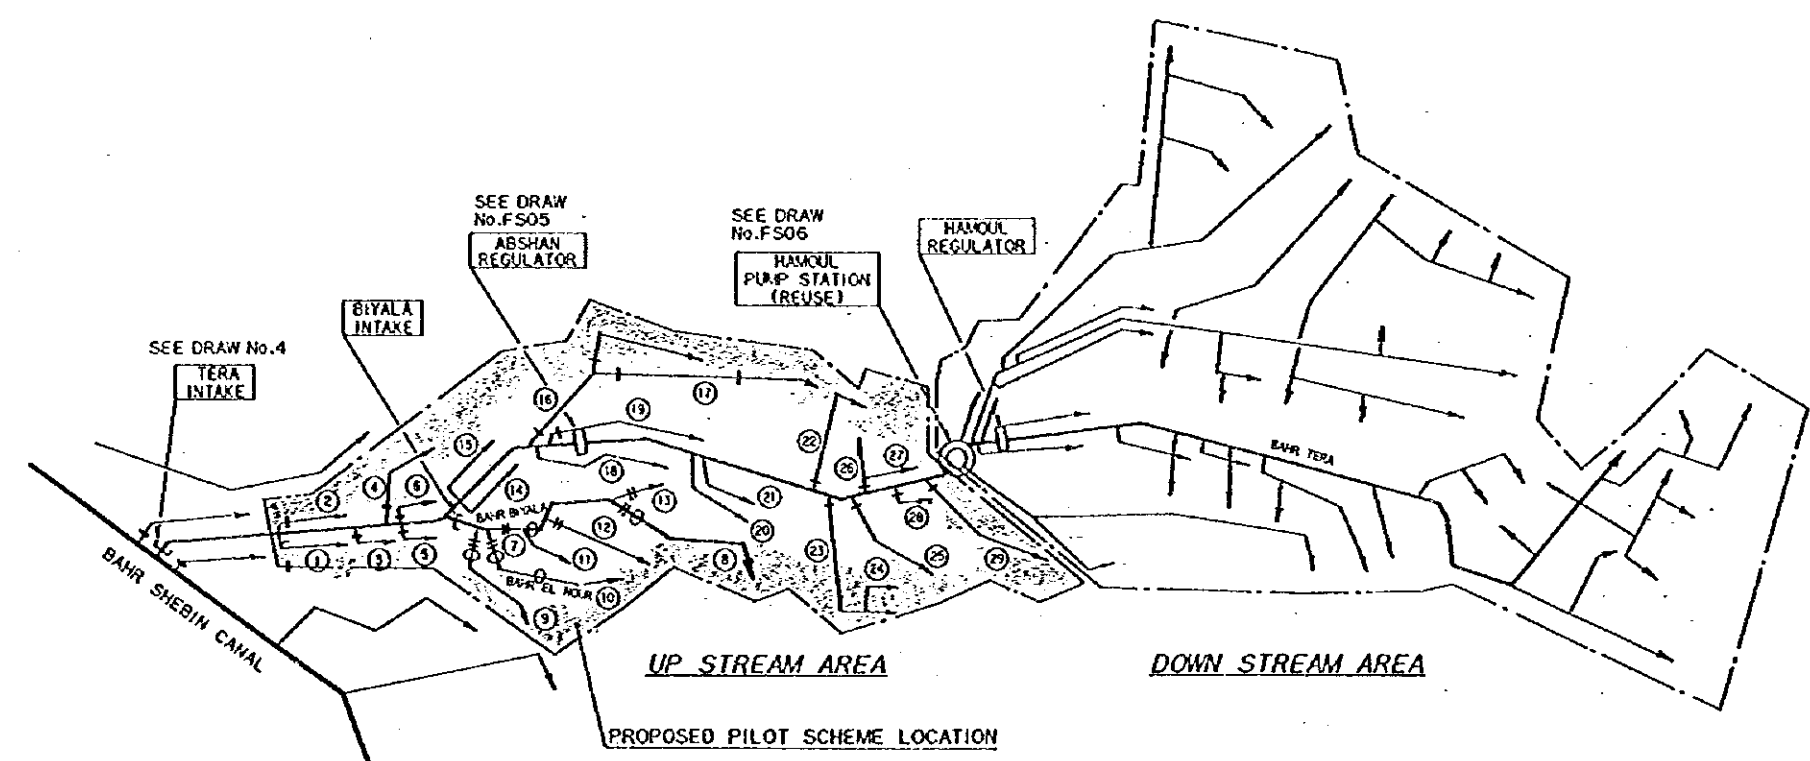 SEE DRAW
No.FS05
ABSHAN
REGULATOR
SEE DRAW
No.FS06
HAMOUL
PUMP STATION
(REUSE)
HAMOUL
REGULATOR
BIYALA
INTAKE
SEE DRAW No.4
TERA
INTAKE
16
17
19
15
22
27
26
18
BAHR TERA
4
6
2
14
13
21
28
BAHR BIYALA
12
20
7
11
8
23
24
25
29
1
3
5
BAHR EL NOUR
10
9
BAHR SHEBIN CANAL
UP STREAM AREA
DOWN STREAM AREA
PROPOSED PILOT SCHEME LOCATION